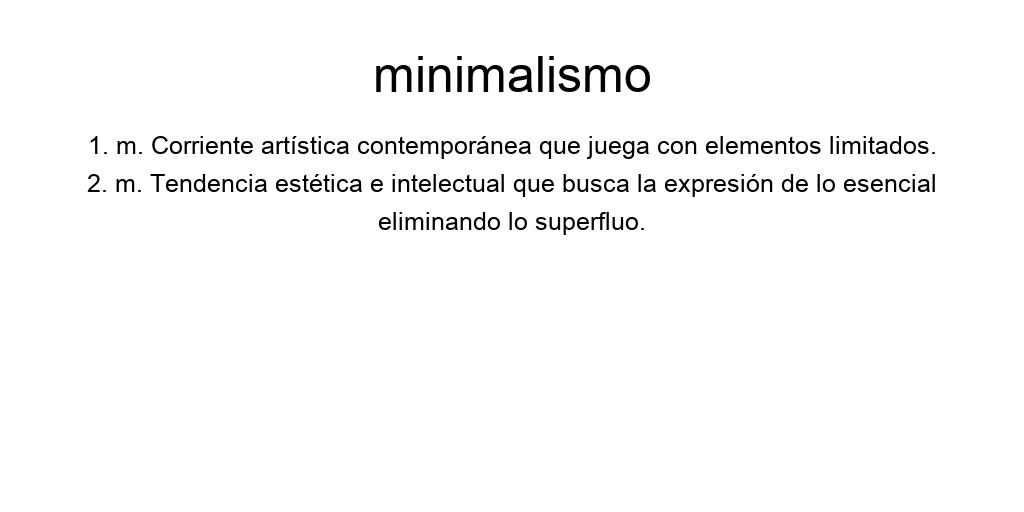 minimalismo
1. m. Corriente artística contemporánea que juega con elementos limitados.
2. m. Tendencia estética e intelectual que busca la expresión de lo esencial
eliminando lo superfluo.